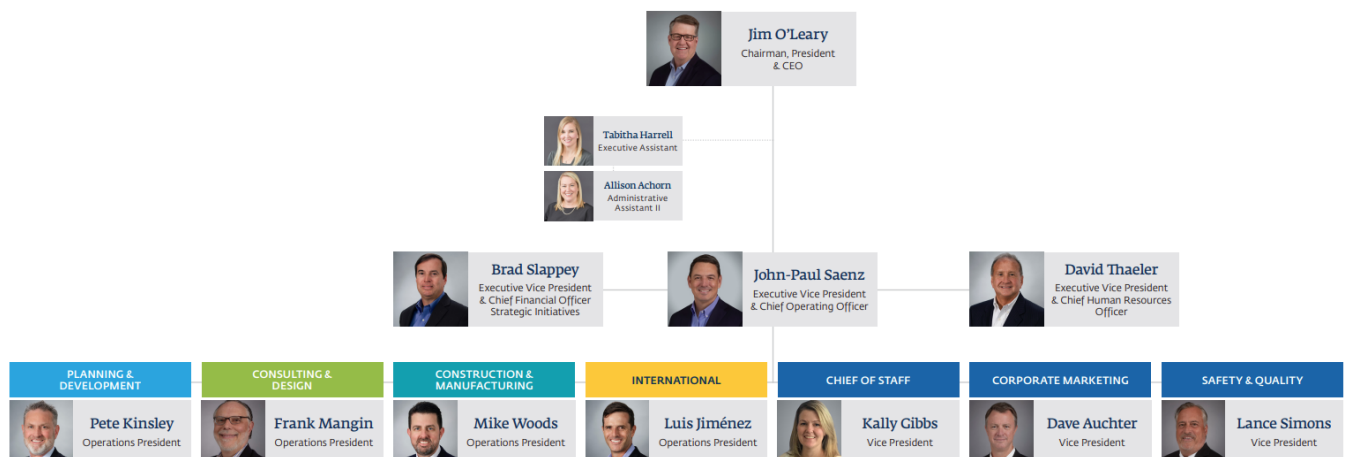 Jim O'Leary
Chairman, President
& CEO
Tabitha Harrell
Executive Assistant
Allison Achorn
Administrative
Assistant II
Brad Slappey
Executive Vice President
& Chief Financial Officer
Strategic Initiatives
John-Paul Saenz
Executive Vice President
& Chief Operating Officer
David Thaeler
Executive Vice President
& Chief Human Resources
Officer
PLANNING &
DEVELOPMENT
Pete Kinsley
Operations President
CONSULTING &
DESIGN
Frank Mangin
Operations President
CONSTRUCTION &
MANUFACTURING
Mike Woods
Operations President
INTERNATIONAL
Luis Jiménez
Operations President
CHIEF OF STAFF
Kally Gibbs
Vice President
CORPORATE MARKETING
Dave Auchter
Vice President
SAFETY & QUALITY
Lance Simons
Vice President